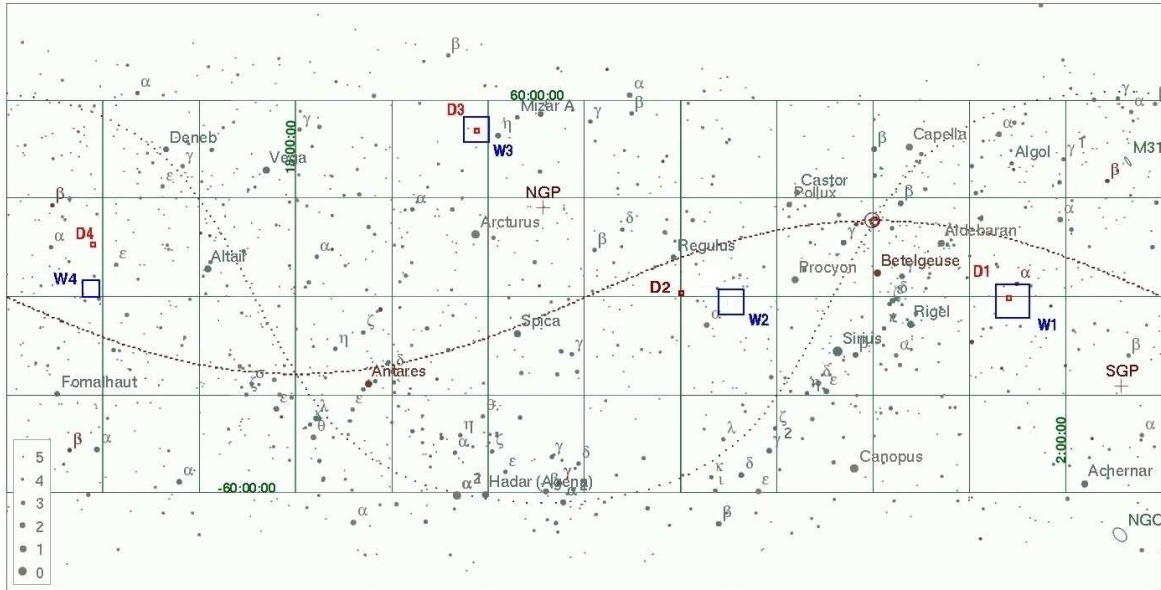 β
α
β
α
60:00:00
Mizar A
γ
β
γ
α
D3
η
W3
Deneb
γ
ε
Vega
18:00:00
γ
β
Capella
α
Algol
γ 1
M31
β
Castor
Pollux
NGP
β
D4
α
ε
α
Arcturus
δ
β
α
Regulus
γ
Aldebaran
Altair
W4
Procyon
Betelgeuse
D1
α
D2
W2
α
δ
Rigel
W1
Spica
ζ
η
γ
Sirius
β
α
β
SGP
Antares
δ
Fomalhaut
ε
λ
θ
δ
ε
η
ζ
α
β
α
α
ε
γ
δ
λ
ζ
γ 2
κ
ι
δ
ε
Canopus
2:00:00
α
Achernar
-60:00:00
Hadar (Agena)
α
β
NGC
5
4
3
2
1
0